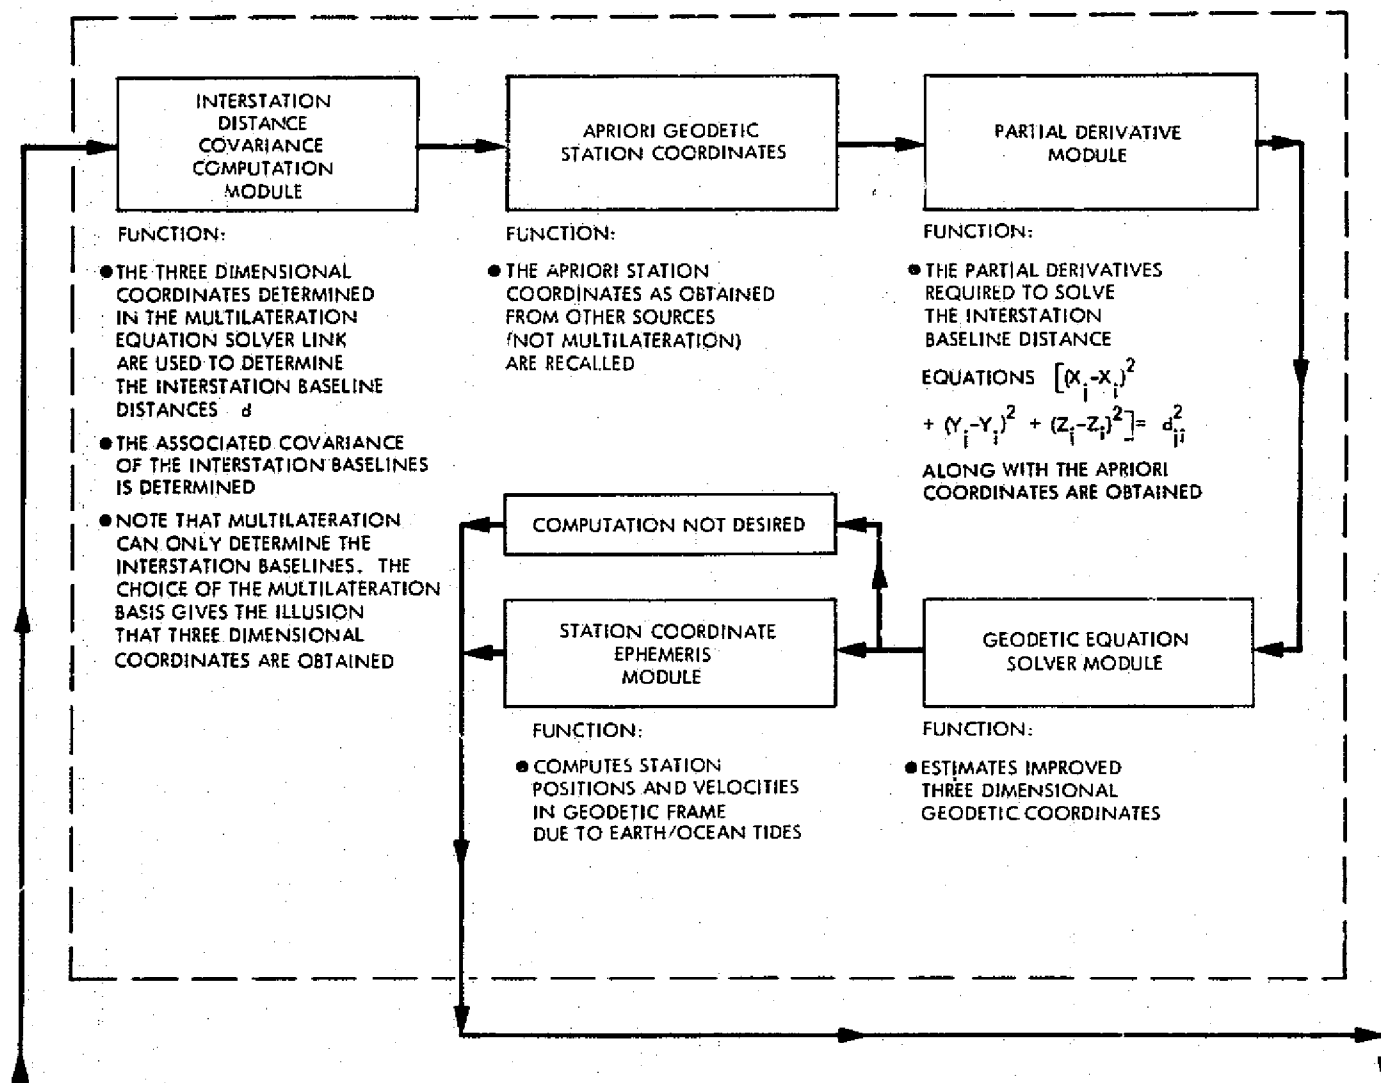 INTERSTATION
DISTANCE
COVARIANCE
COMPUTATION
MODULE
FUNCTION:
● THE THREE DIMENSIONAL
COORDINATES DETERMINED
IN THE MULTILATERATION
EQUATION SOLVER LINK
ARE USED TO DETERMINE
THE INTERSTATION BASELINE
DISTANCES d
● THE ASSOCIATED COVARIANCE
OF THE INTERSTATION BASELINES
IS DETERMINED
● NOTE THAT MULTILATERATION
CAN ONLY DETERMINE THE
INTERSTATION BASELINES. THE
CHOICE OF THE MULTILATERATION
BASIS GIVES THE ILLUSION
THAT THREE DIMENSIONAL
COORDINATES ARE OBTAINED
APRIORI GEODETIC
STATION COORDINATES
FUNCTION:
● THE APRIORI STATION
COORDINATES AS OBTAINED
FROM OTHER SOURCES
(NOT MULTILATERATION)
ARE RECALLED
PARTIAL DERIVATIVE
MODULE
FUNCTION:
● THE PARTIAL DERIVATIVES
REQUIRED TO SOLVE
THE INTERSTATION
BASELINE DISTANCE
EQUATIONS [(X_j-X_i)^2
+ (Y_j-Y_i)^2 + (Z_j-Z_i)^2] = d_ij^2
ALONG WITH THE APRIORI
COORDINATES ARE OBTAINED
COMPUTATION NOT DESIRED
STATION COORDINATE
EPHEMERIS
MODULE
FUNCTION:
● COMPUTES STATION
POSITIONS AND VELOCITIES
IN GEODETIC FRAME
DUE TO EARTH/OCEAN TIDES
GEODETIC EQUATION
SOLVER MODULE
FUNCTION:
● ESTIMATES IMPROVED
THREE DIMENSIONAL
GEODETIC COORDINATES